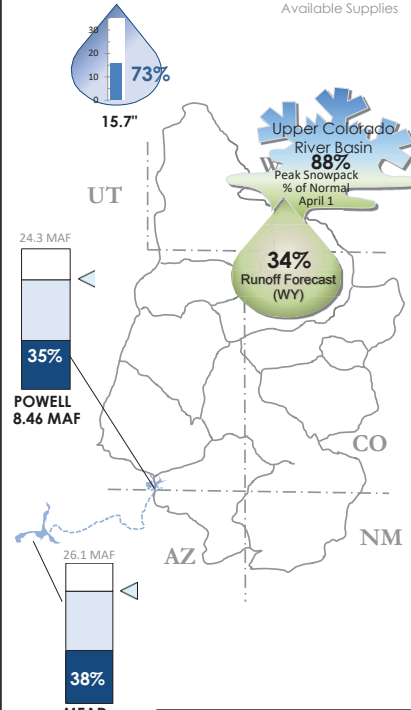 Available Supplies
30
20
10
0
73%
15.7"
Upper Colorado
River Basin
88%
Peak Snowpack
% of Normal
April 1
UT
W
34%
Runoff Forecast
(WY)
24.3 MAF
35%
POWELL
8.46 MAF
CO
NM
AZ
26.1 MAF
38%
MEAD